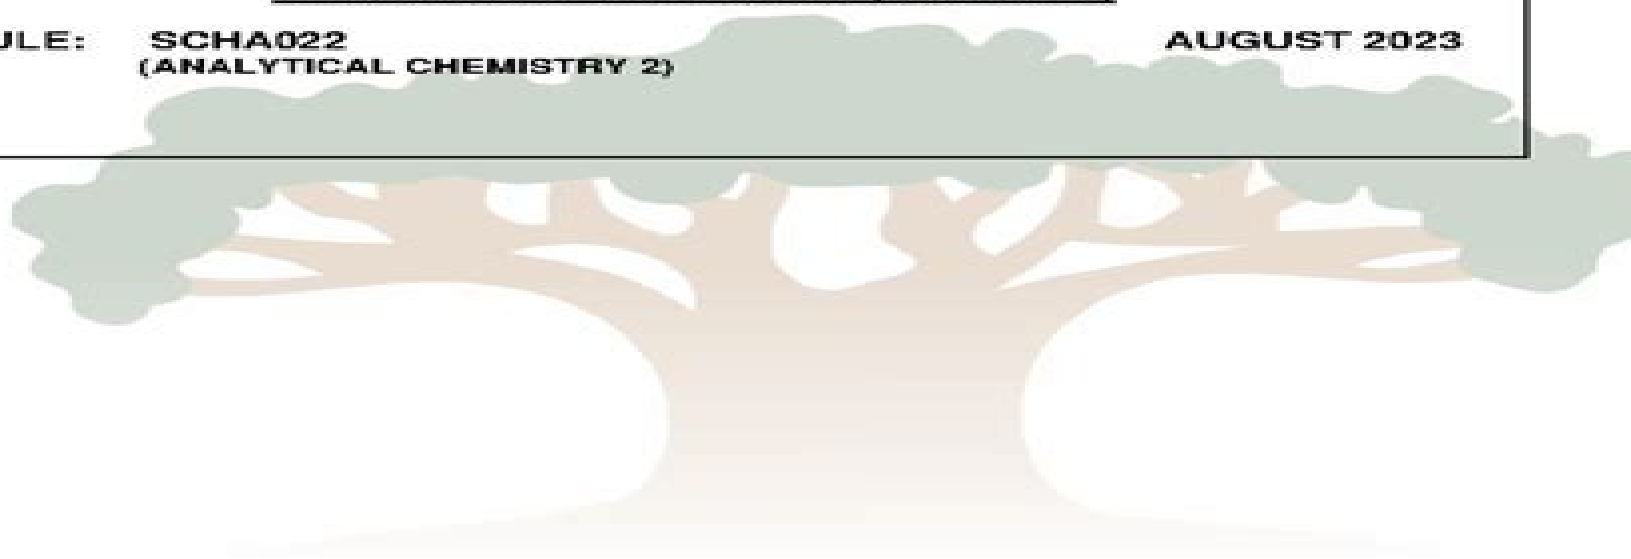 ULE: SCHA022 AUGUST 2023
(ANALYTICAL CHEMISTRY 2)